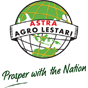 ASTRA
AGRO LESTARI
Prosper with the Nation